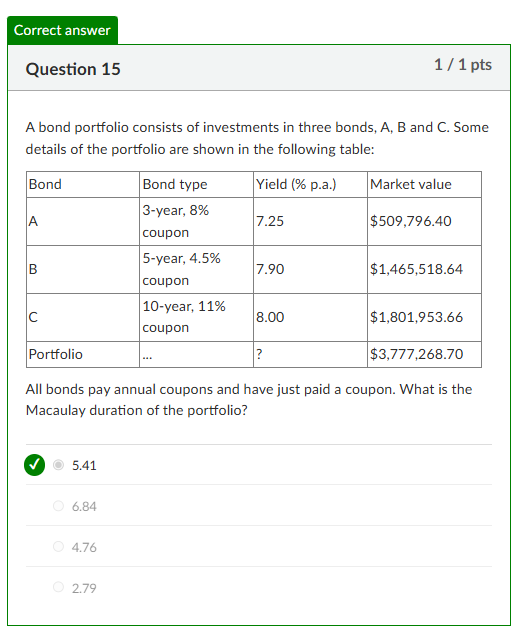 Correct answer
Question 15
1 / 1 pts
A bond portfolio consists of investments in three bonds, A, B and C. Some
details of the portfolio are shown in the following table:
Bond Bond type Yield (% p.a.) Market value
A 3-year, 8% coupon 7.25 $509,796.40
B 5-year, 4.5% coupon 7.90 $1,465,518.64
C 10-year, 11% coupon 8.00 $1,801,953.66
Portfolio ... ? $3,777,268.70
All bonds pay annual coupons and have just paid a coupon. What is the
Macaulay duration of the portfolio?
5.41
6.84
4.76
2.79